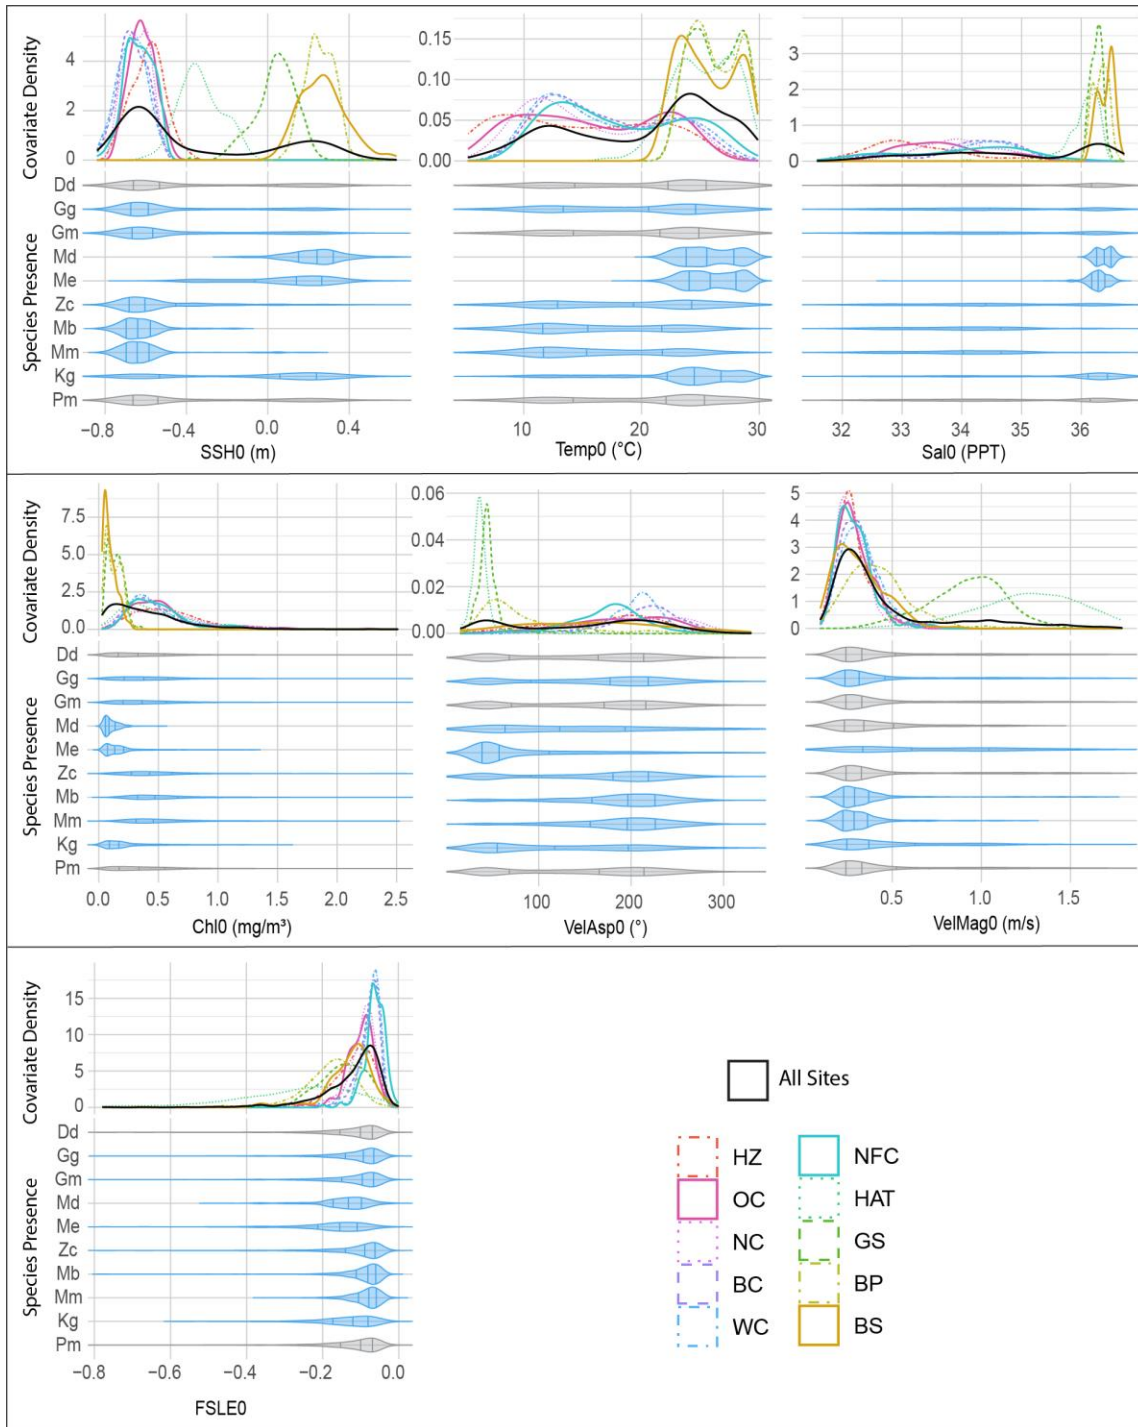 Covariate Density
4
2
0
0.15
0.10
0.05
0.00
3
2
1
0
Species Presence
Dd
Gg
Gm
Md
Me
Zc
Mb
Mm
Kg
Pm
−0.8 −0.4 0.0 0.4
SSH0 (m)
10 20 30
Temp0 (°C)
32 33 34 35 36
Sal0 (PPT)
Covariate Density
7.5
5.0
2.5
0.0
0.06
0.04
0.02
0.00
5
4
3
2
1
0
Species Presence
Dd
Gg
Gm
Md
Me
Zc
Mb
Mm
Kg
Pm
0.0 0.5 1.0 1.5 2.0 2.5
Chl0 (mg/m³)
100 200 300
VelAsp0 (°)
0.5 1.0 1.5
VelMag0 (m/s)
Covariate Density
15
10
5
0
Species Presence
Dd
Gg
Gm
Md
Me
Zc
Mb
Mm
Kg
Pm
−0.8 −0.6 −0.4 −0.2 0.0
FSLE0
All Sites
HZ NFC
OC HAT
NC GS
BC BP
WC BS